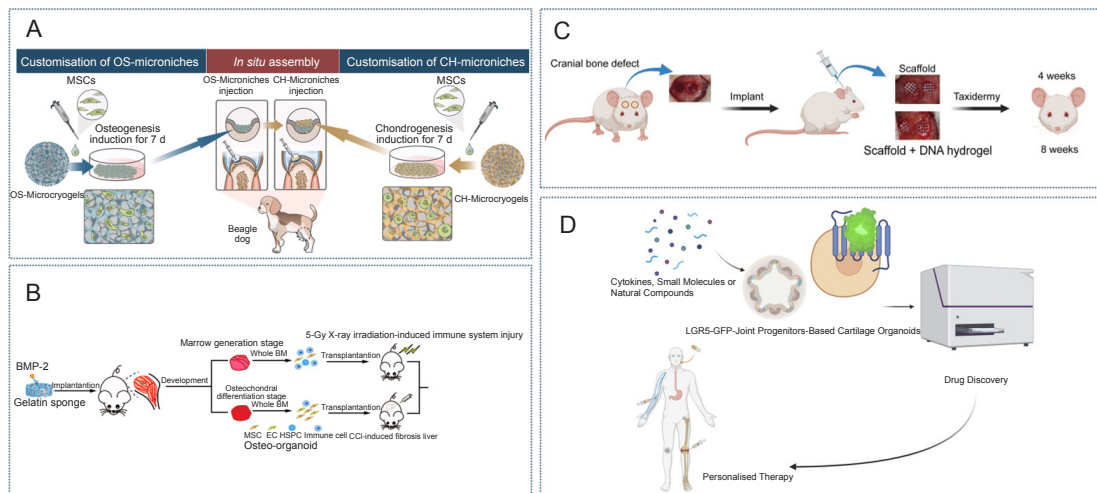 A
Customisation of OS-microniches
In situ assembly
Customisation of CH-microniches
MSCs
OS-Microniches
injection
CH-Microniches
injection
MSCs
Osteogenesis
induction for 7 d
Chondrogenesis
induction for 7 d
OS-Microcryogels
CH-Microcryogels
Beagle
dog
B
5-Gy X-ray irradiation-induced immune system injury
Marrow generation stage
Whole BM
Transplantantion
BMP-2
Implantantion
Development
Gelatin sponge
Osteochondral
differentiation stage
Whole BM
Transplantantion
MSC EC HSPC Immune cell
CCl-induced fibrosis liver
Osteo-organoid
C
Cranial bone defect
Implant
Scaffold
Scaffold + DNA hydrogel
Taxidermy
4 weeks
8 weeks
D
Cytokines, Small Molecules or
Natural Compounds
LGR5-GFP-Joint Progenitors-Based Cartilage Organoids
Drug Discovery
Personalised Therapy